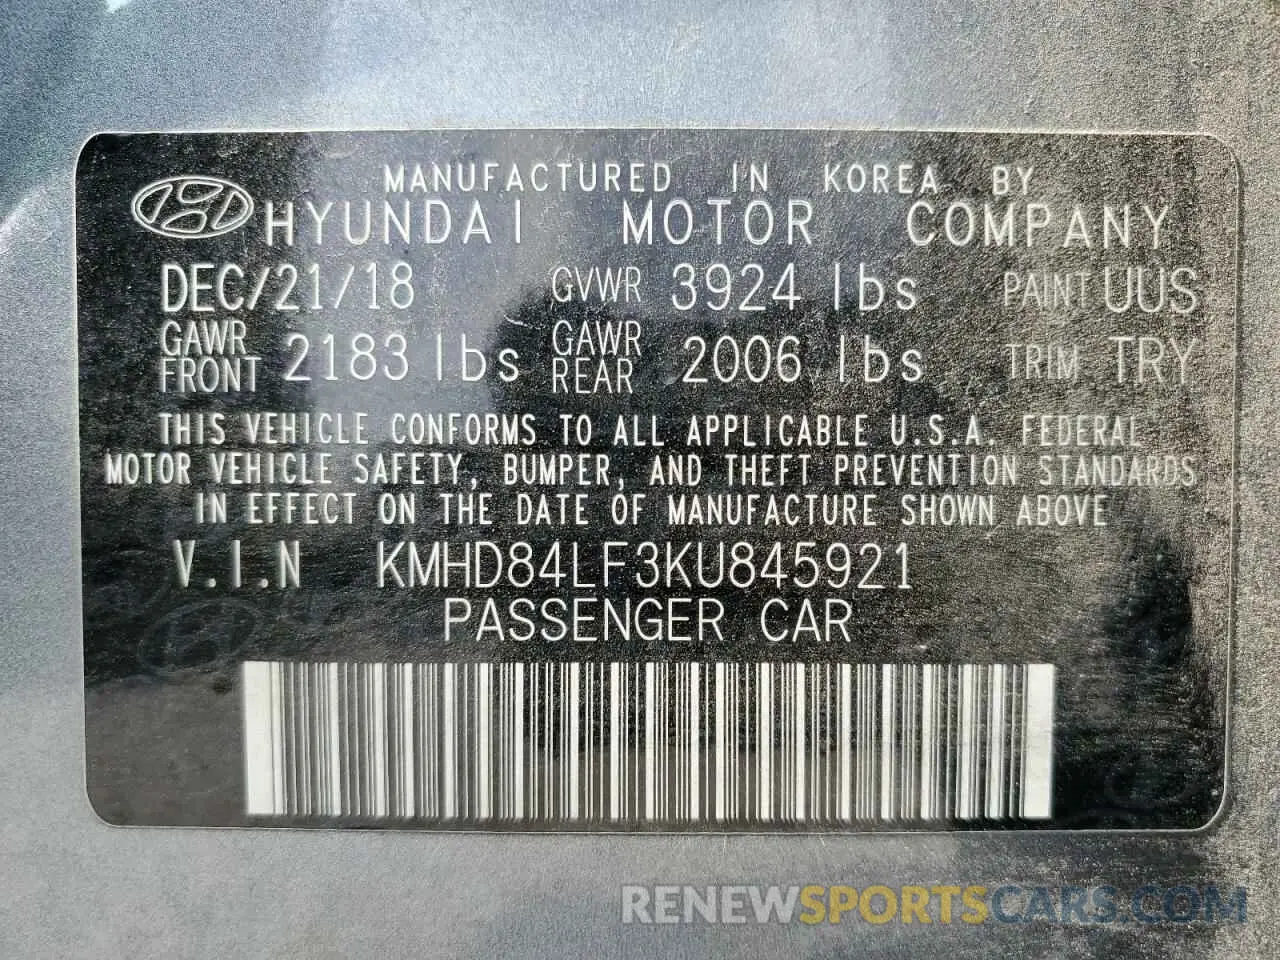 MANUFACTURED IN KOREA BY
HYUNDAI MOTOR COMPANY
DEC/21/18 GVWR 3924 lbs PAINT UUS
GAWR FRONT 2183 lbs GAWR REAR 2006 lbs TRIM TRY
THIS VEHICLE CONFORMS TO ALL APPLICABLE U.S.A. FEDERAL
MOTOR VEHICLE SAFETY, BUMPER, AND THEFT PREVENTION STANDARDS
IN EFFECT ON THE DATE OF MANUFACTURE SHOWN ABOVE
V.I.N KMHD84LF3KU845921
PASSENGER CAR
RENEWSPORTSCARS.COM